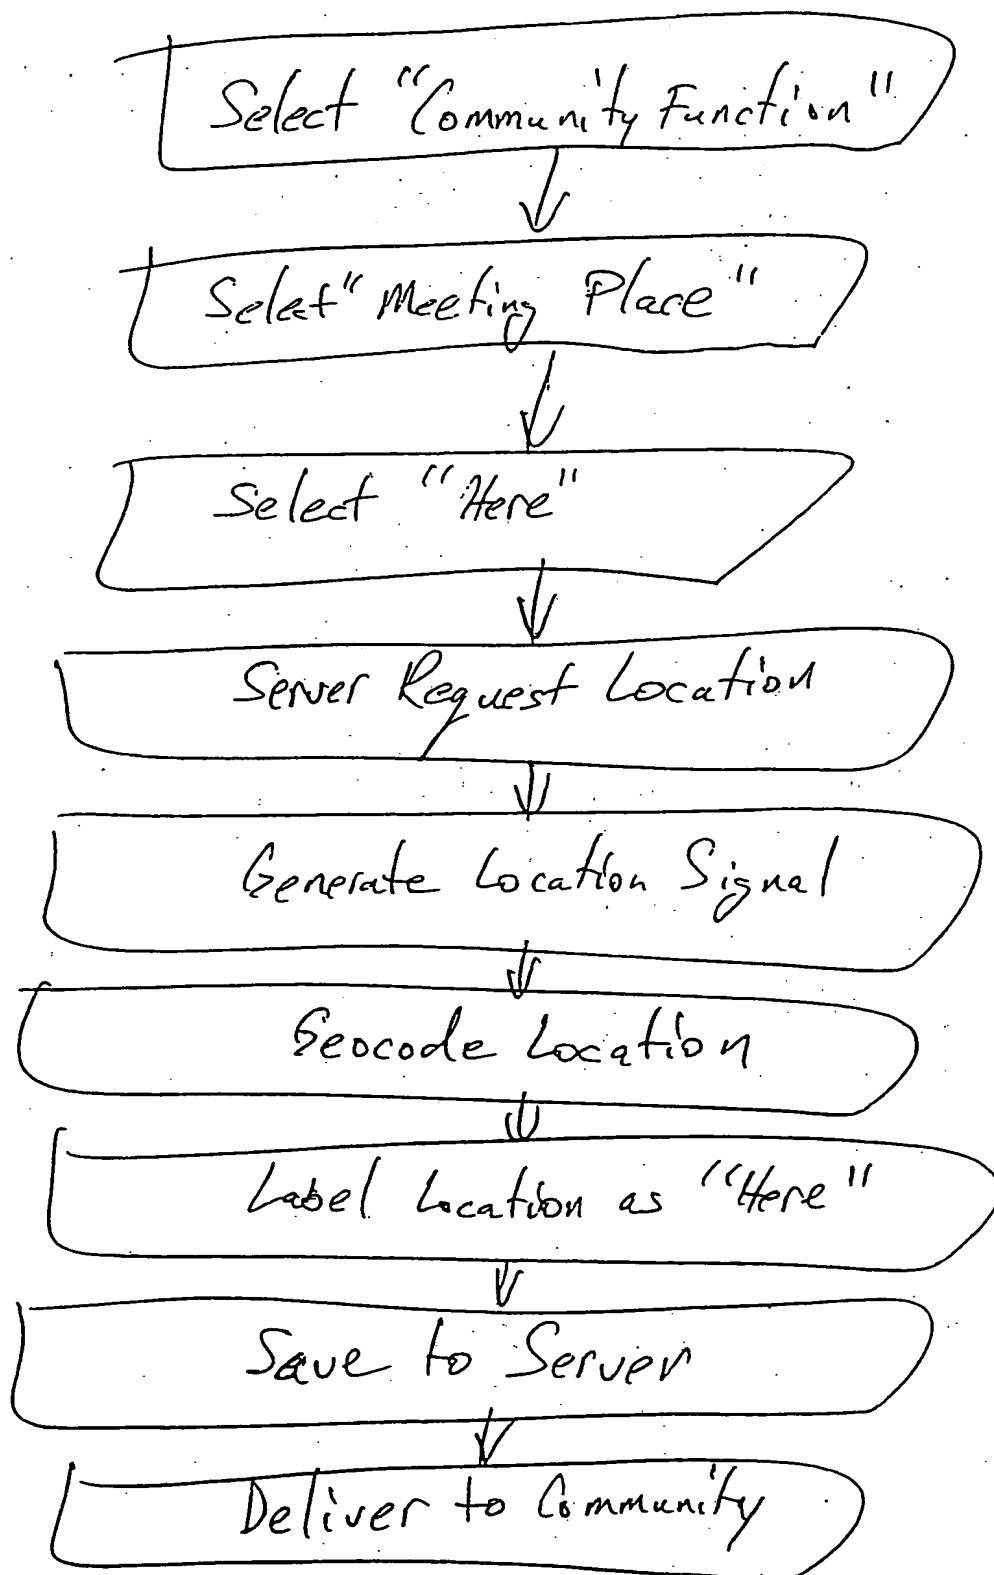 Select "Community Function"
Select "Meeting Place"
Select "Here"
Server Request Location
Generate Location Signal
Geocode Location
Label Location as "Here"
Save to Server
Deliver to Community